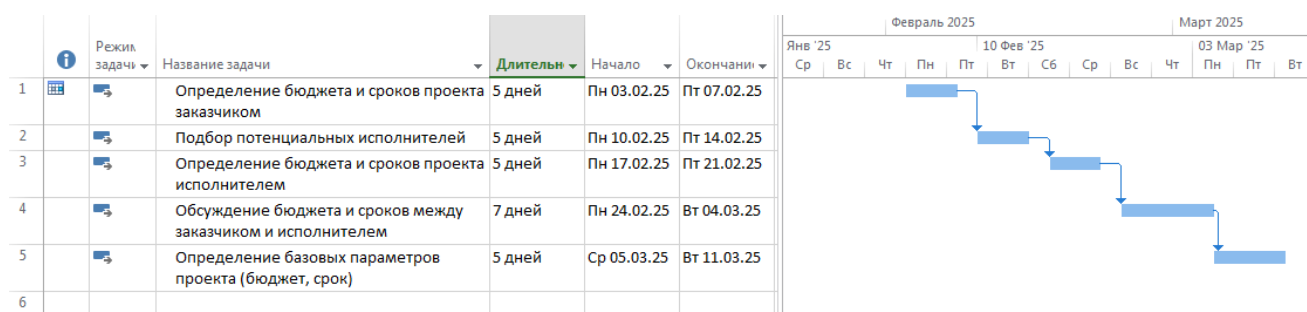 Февраль 2025 Март 2025
Янв '25 10 Фев '25 03 Мар '25
Ср Вс Чт Пн Пт Вт Сб Ср Вс Чт Пн Пт Вт
Режим
задачи Название задачи Длительн Начало Окончани
1 Определение бюджета и сроков проекта 5 дней Пн 03.02.25 Пт 07.02.25
заказчиком
2 Подбор потенциальных исполнителей 5 дней Пн 10.02.25 Пт 14.02.25
3 Определение бюджета и сроков проекта 5 дней Пн 17.02.25 Пт 21.02.25
исполнителем
4 Обсуждение бюджета и сроков между 7 дней Пн 24.02.25 Вт 04.03.25
заказчиком и исполнителем
5 Определение базовых параметров 5 дней Ср 05.03.25 Вт 11.03.25
проекта (бюджет, срок)
6